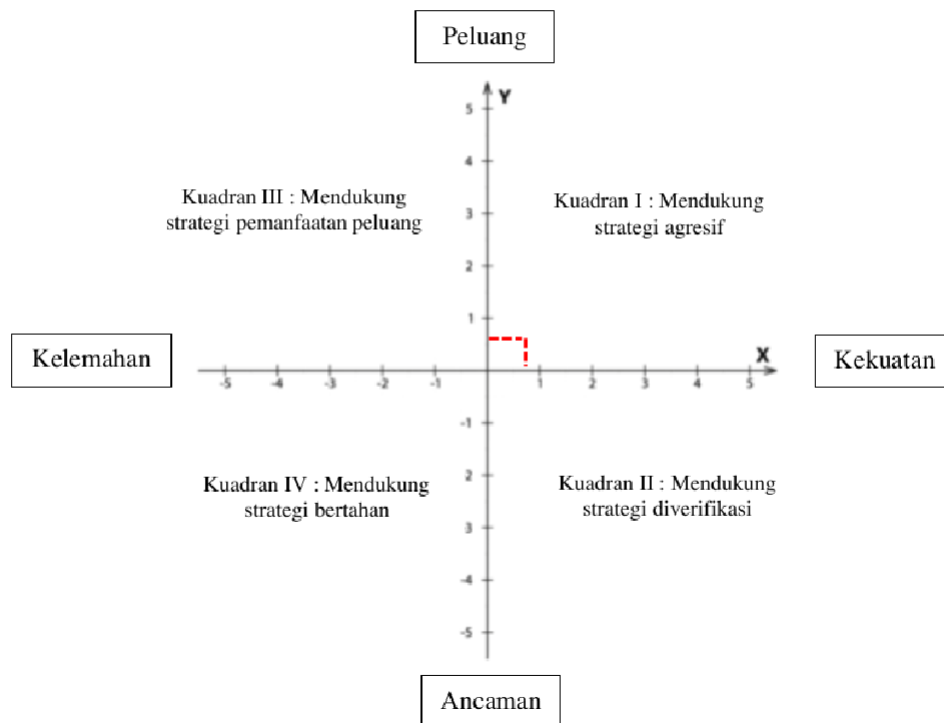 Peluang
Y
5
4
Kuadran III : Mendukung
strategi pemanfaatan peluang
Kuadran I : Mendukung
strategi agresif
3
2
1
Kelemahan
X
Kekuatan
-5 -4 -3 -2 -1 1 2 3 4 5
-1
Kuadran IV : Mendukung
strategi bertahan
Kuadran II : Mendukung
strategi diverifikasi
-2
-3
-4
-5
Ancaman